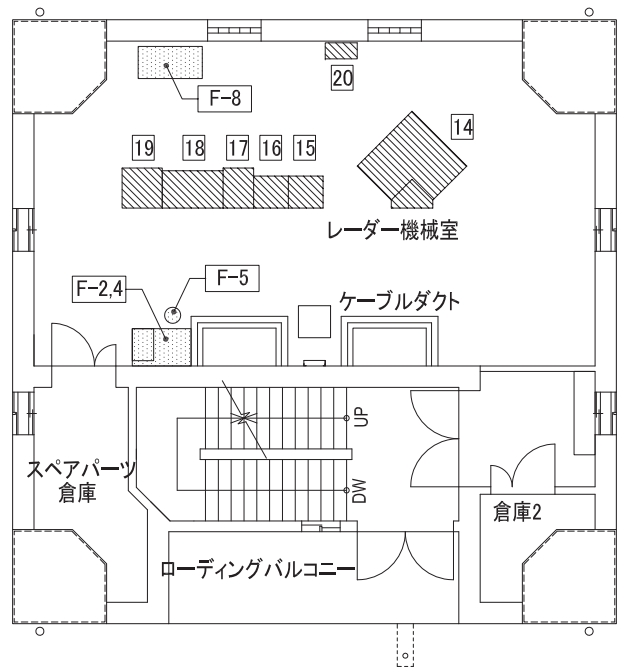 20
F-8
14
19
18
17
16
15
レーダー機械室
F-5
F-2,4
ケーブルダクト
UP
スペアパーツ
倉庫
DW
倉庫2
ローディングバルコニー